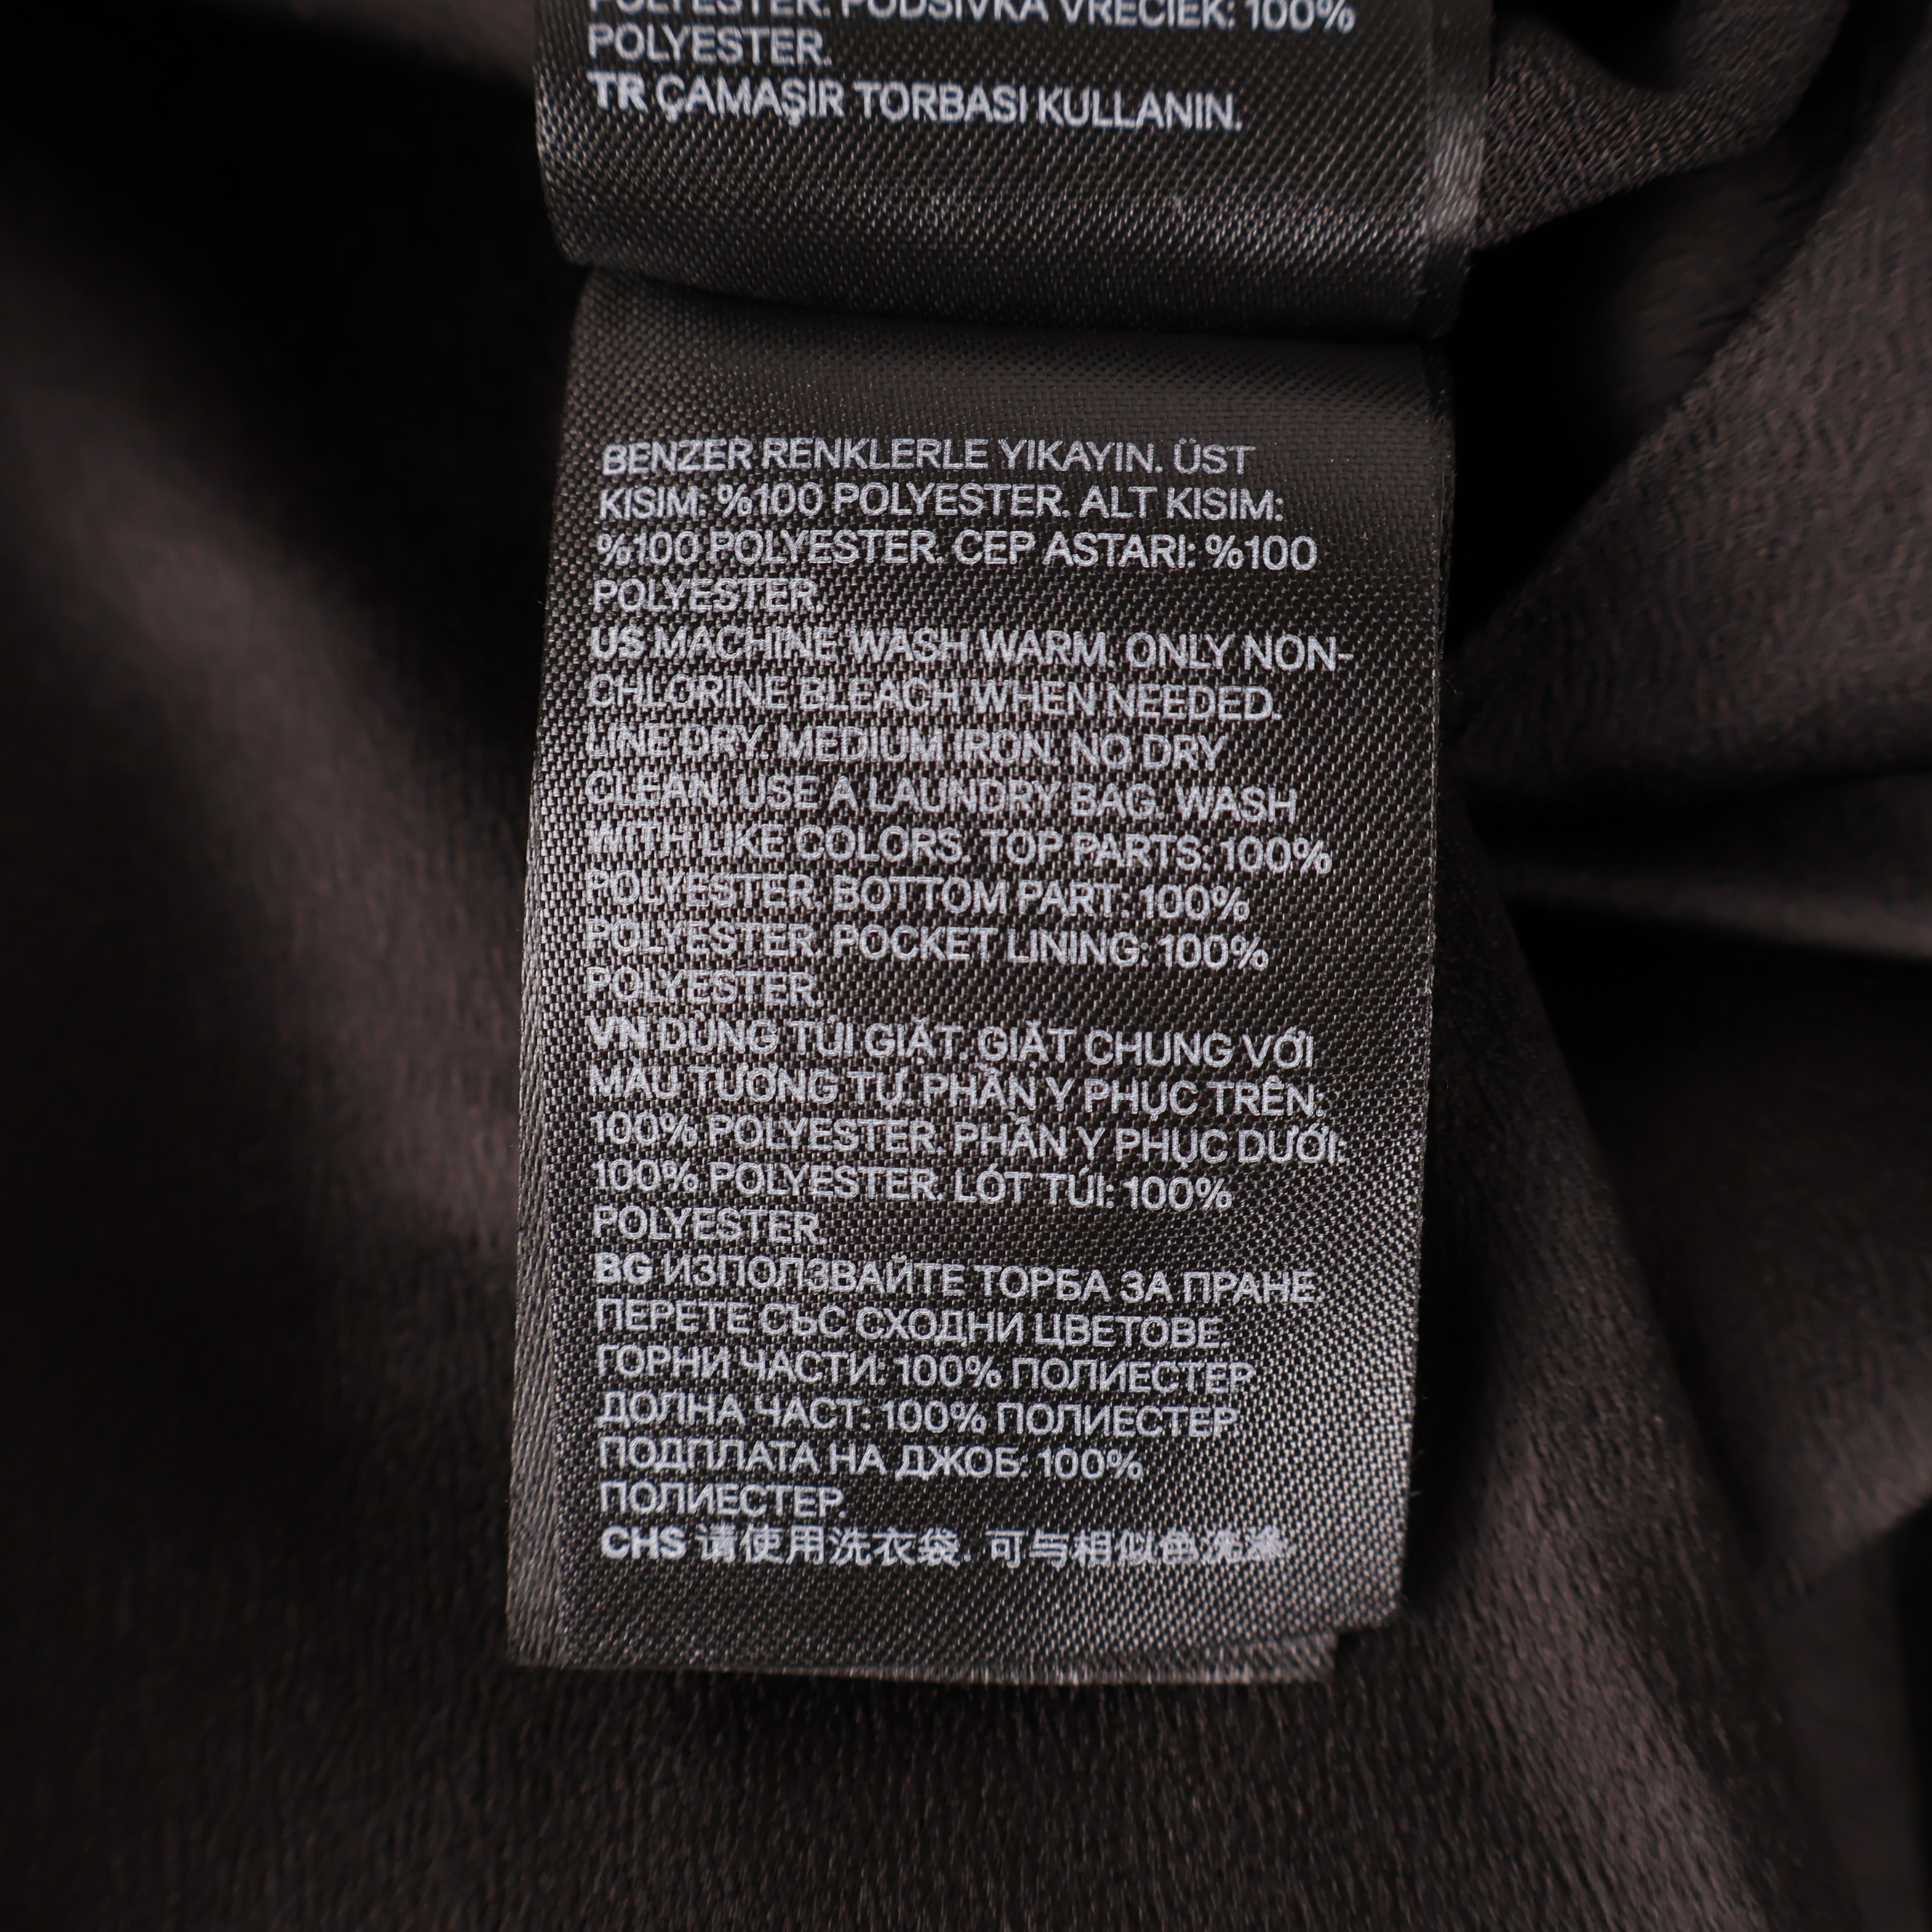 POLYESTER. PODŠÍVKA VRECIEK: 100%
POLYESTER.
TR ÇAMAŞIR TORBASI KULLANIN.
BENZER RENKLERLE YIKAYIN. ÜST
KISIM: %100 POLYESTER. ALT KISIM:
%100 POLYESTER. CEP ASTARI: %100
POLYESTER.
US MACHINE WASH WARM. ONLY NON-
CHLORINE BLEACH WHEN NEEDED.
LINE DRY. MEDIUM IRON. NO DRY
CLEAN. USE A LAUNDRY BAG. WASH
WITH LIKE COLORS. TOP PARTS: 100%
POLYESTER. BOTTOM PART: 100%
POLYESTER. POCKET LINING: 100%
POLYESTER.
VN DÙNG TÚI GIẶT. GIẶT CHUNG VỚI
MÀU TƯƠNG TỰ. PHẦN Y PHỤC TRÊN:
100% POLYESTER. PHẦN Y PHỤC DƯỚI:
100% POLYESTER. LÓT TÚI: 100%
POLYESTER.
BG ИЗПОЛЗВАЙТЕ ТОРБА ЗА ПРАНЕ.
ПЕРЕТЕ СЪС СХОДНИ ЦВЕТОВЕ.
ГОРНИ ЧАСТИ: 100% ПОЛИЕСТЕР.
ДОЛНА ЧАСТ: 100% ПОЛИЕСТЕР.
ПОДПЛАТА НА ДЖОБ: 100%
ПОЛИЕСТЕР.
CHS 请使用洗衣袋. 可与相似色洗涤